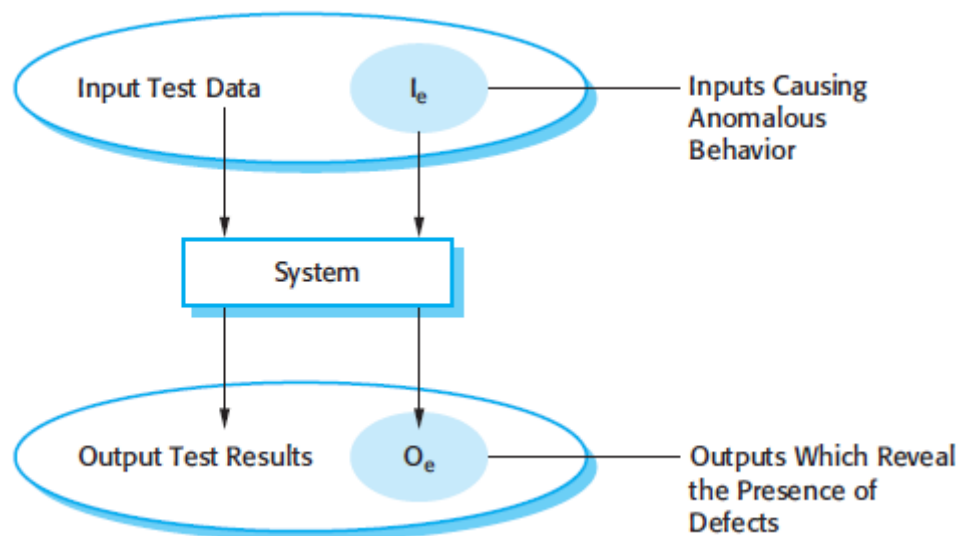 Input Test Data
Ie
Inputs Causing
Anomalous
Behavior
System
Output Test Results
Oe
Outputs Which Reveal
the Presence of
Defects